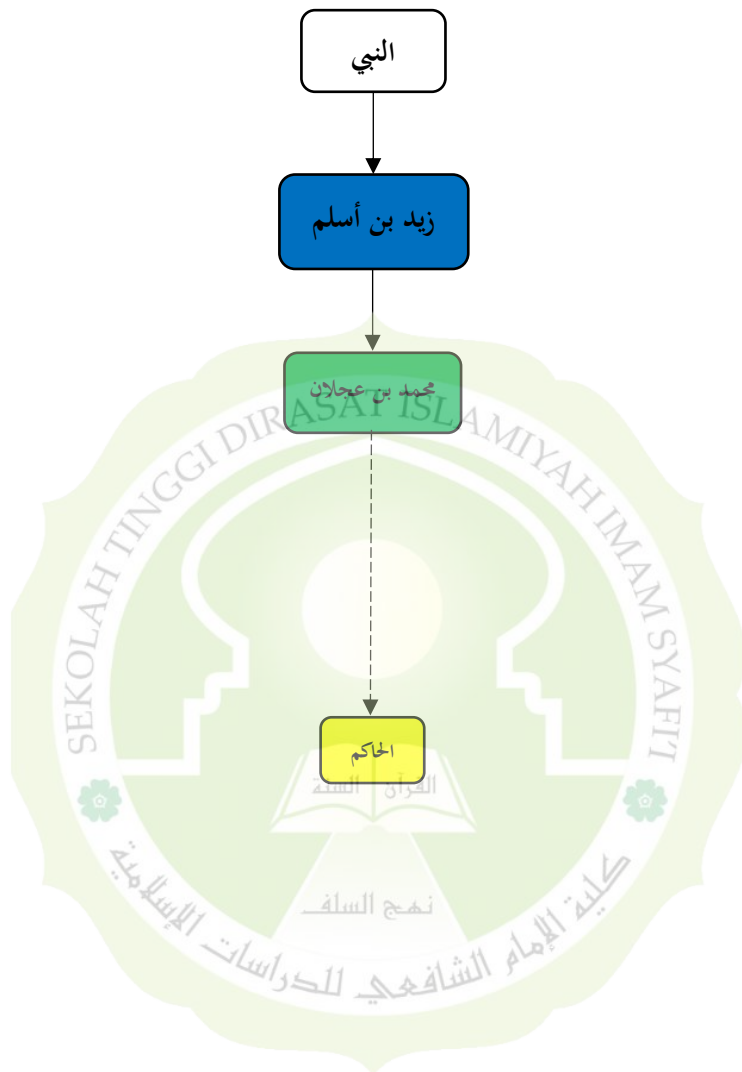 النبي
زيد بن أسلم
محمد بن عجلان
SEKOLAH TINGGI DIRASAT ISLAMIYAH IMAM SYAFI'I
الحاكم
القرآن السنة
نهج السلف
كلية الإمام الشافعي للدراسات الإسلامية